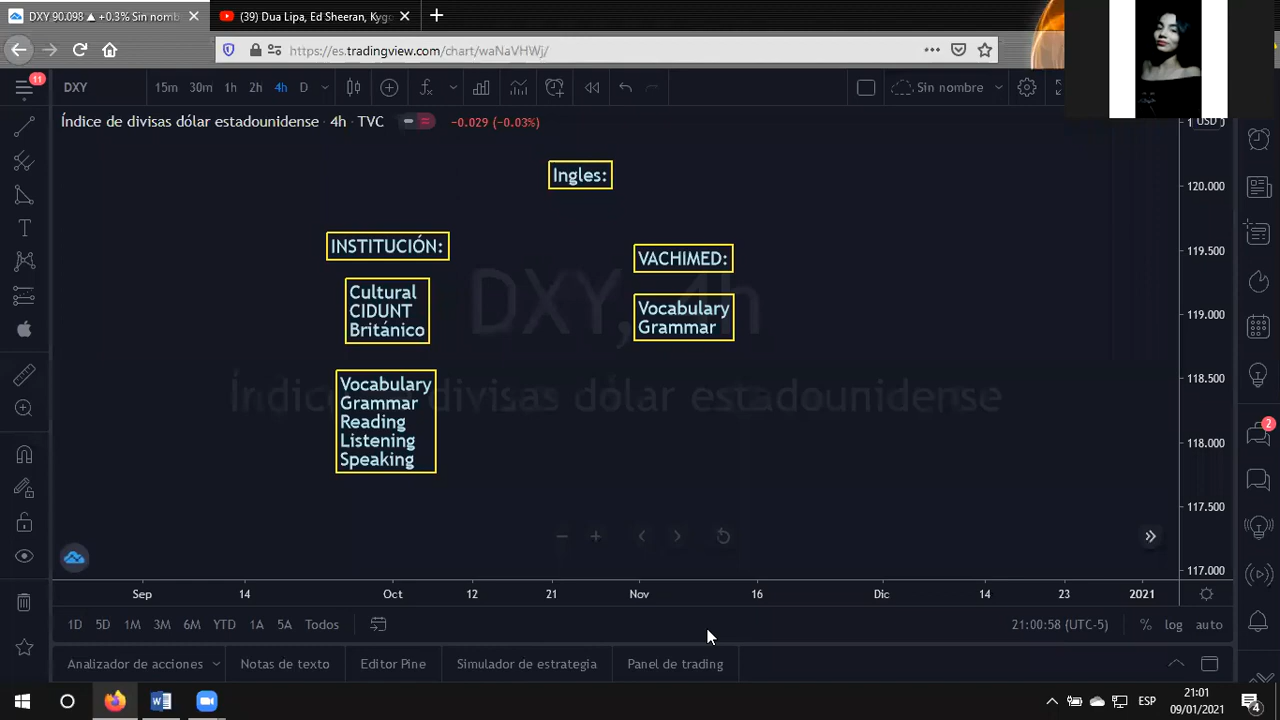 DXY 90.098 ▲ +0.3% Sin nomb
(39) Dua Lipa, Ed Sheeran, Kygo
https://es.tradingview.com/chart/waNaVHWj/
11
DXY
15m 30m 1h 2h 4h D
Sin nombre
Índice de divisas dólar estadounidense · 4h · TVC
−0.029 (−0.03%)
USD
Ingles:
120.000
INSTITUCIÓN:
VACHIMED:
119.500
Cultural
CIDUNT
Británico
Vocabulary
Grammar
DXY, 4h
119.000
Índice de divisas dólar estadounidense
118.500
Vocabulary
Grammar
Reading
Listening
Speaking
2
118.000
117.500
117.000
Sep 14 Oct 12 21 Nov 16 Dic 14 23 2021
1D 5D 1M 3M 6M YTD 1A 5A Todos
21:00:58 (UTC-5) % log auto
Analizador de acciones Notas de texto Editor Pine Simulador de estrategia Panel de trading
ESP
21:01
09/01/2021
4